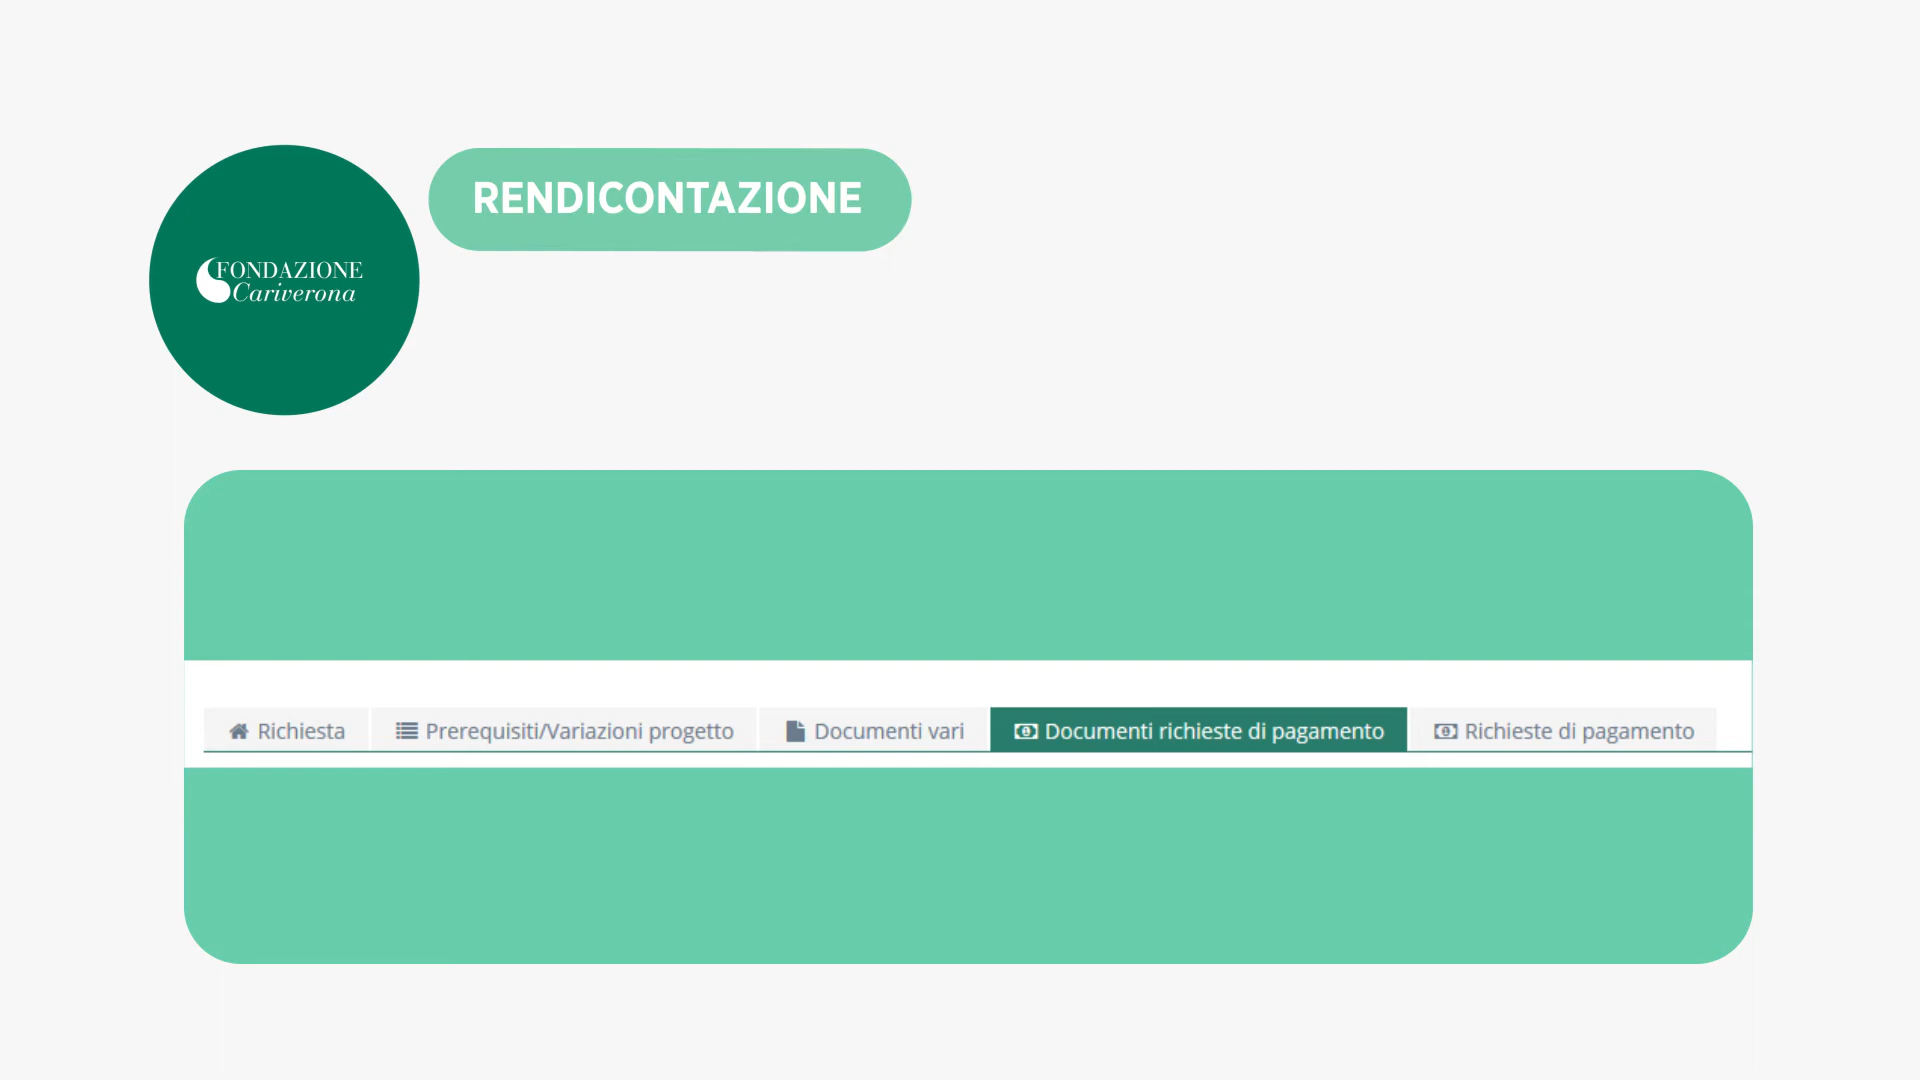 RENDICONTAZIONE
FONDAZIONE
Cariverona
Richiesta Prerequisiti/Variazioni progetto Documenti vari Documenti richieste di pagamento Richieste di pagamento